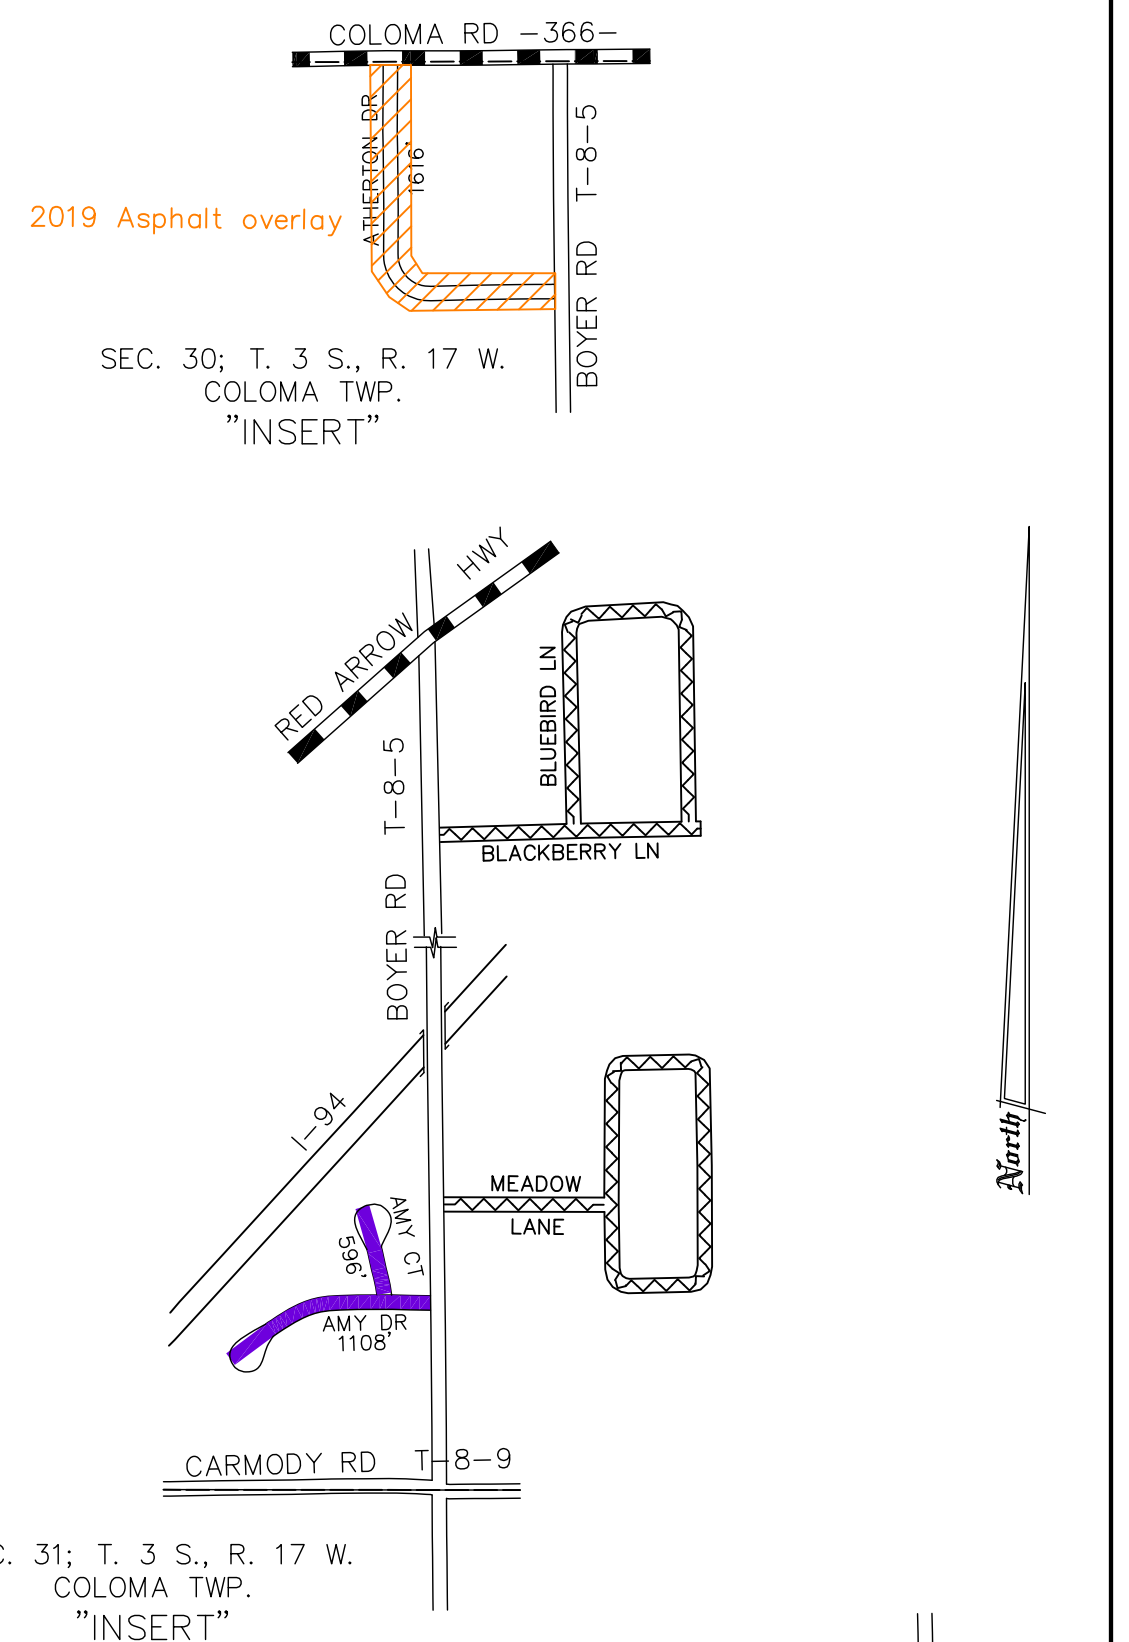 COLOMA RD -366-
ATHERTON DR
1616'
T-8-5
BOYER RD
2019 Asphalt overlay
SEC. 30; T. 3 S., R. 17 W.
COLOMA TWP.
"INSERT"
RED ARROW HWY
BLUEBIRD LN
BOYER RD T-8-5
BLACKBERRY LN
I-94
MEADOW
LANE
AMY CT
596'
AMY DR
1108'
North
CARMODY RD T-8-9
C. 31; T. 3 S., R. 17 W.
COLOMA TWP.
"INSERT"